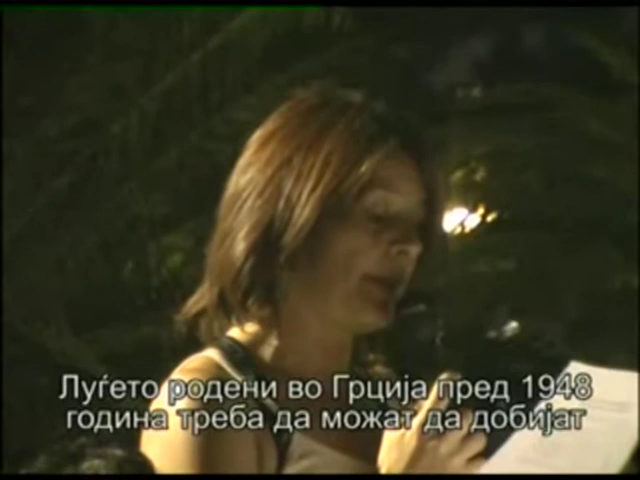 Луѓето родени во Грција пред 1948
година треба да можат да добијат